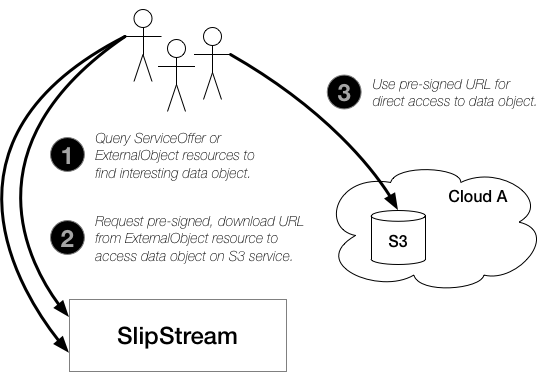 3
Use pre-signed URL for
direct access to data object.
1
Query ServiceOffer or
ExternalObject resources to
find interesting data object.
Cloud A
2
Request pre-signed, download URL
from ExternalObject resource to
access data object on S3 service.
S3
SlipStream